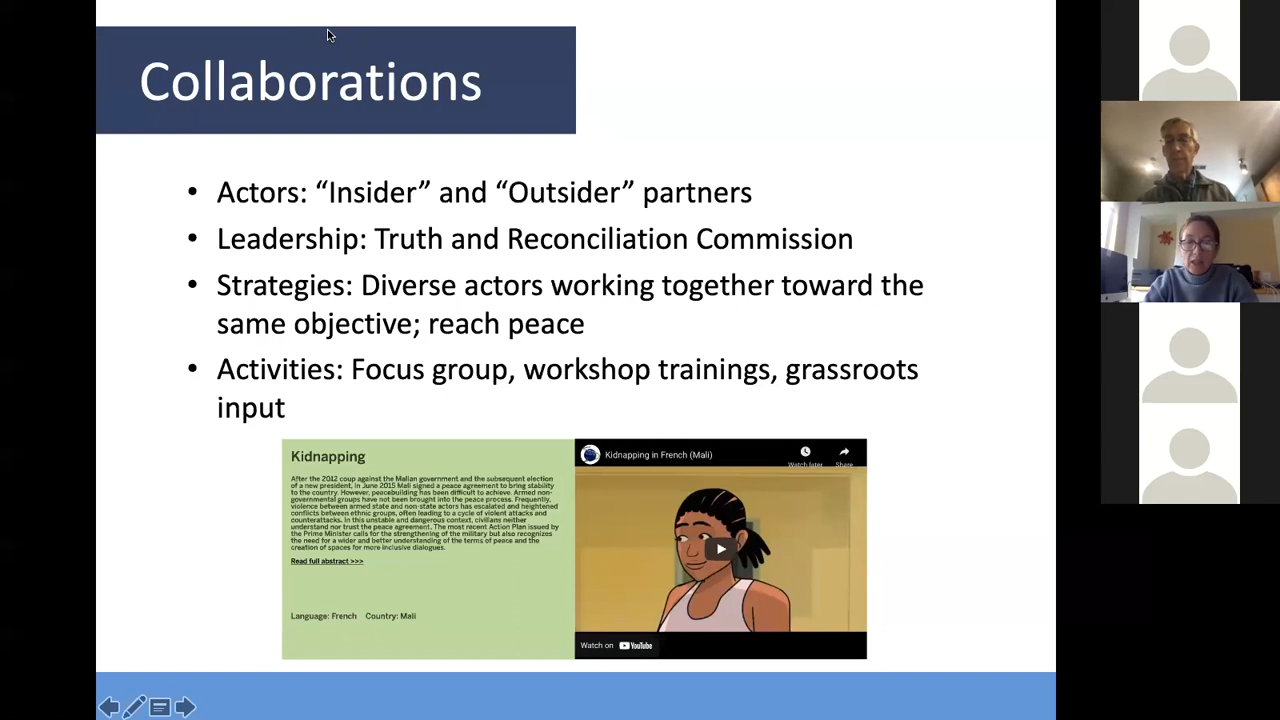 Collaborations
• Actors: “Insider” and “Outsider” partners
• Leadership: Truth and Reconciliation Commission
• Strategies: Diverse actors working together toward the
same objective; reach peace
• Activities: Focus group, workshop trainings, grassroots
input
Kidnapping
After the 2012 coup against the Malian government and the subsequent election
of a new president, in June 2015 Mali signed a peace agreement to bring stability
to the country. However, peacebuilding has been difficult to achieve. Armed non-
governmental groups have not been brought into the peace process. Frequently,
violence between armed state and non-state actors has escalated and heightened
conflicts between ethnic groups, often leading to a cycle of violent attacks and
counterattacks. In this unstable and dangerous context, civilians neither
understand nor trust the peace agreement. The most recent Action Plan issued by
the Prime Minister calls for the strengthening of the military but also recognizes
the need for a wider and better understanding of the terms of peace and the
creation of spaces for more inclusive dialogues.
Read full abstract >>>
Language: French Country: Mali
Kidnapping in French (Mali)
Watch later
Share
Watch on YouTube